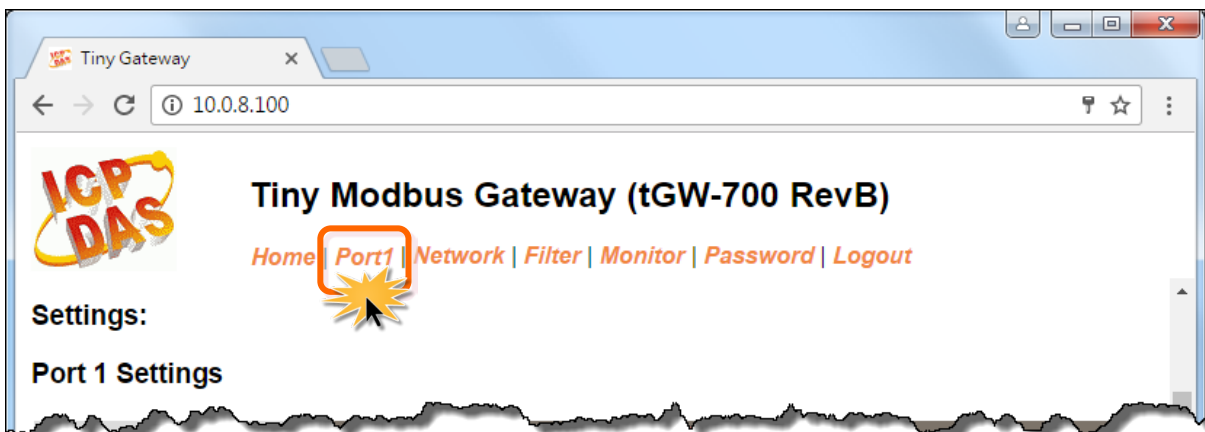 Tiny Gateway
10.0.8.100
ICP
DAS
Tiny Modbus Gateway (tGW-700 RevB)
Home | Port1 | Network | Filter | Monitor | Password | Logout
Settings:
Port 1 Settings